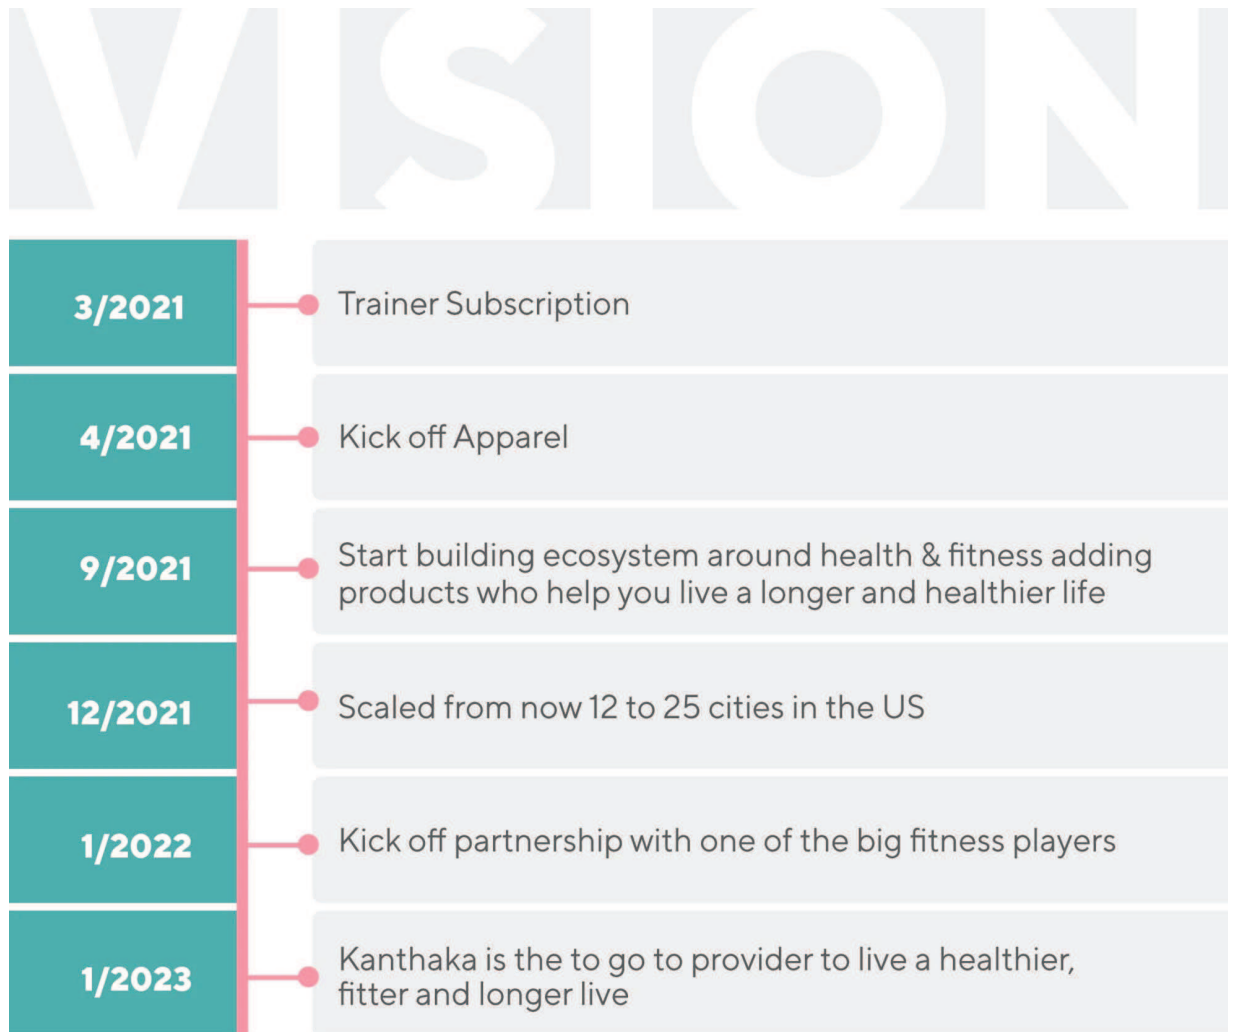 VISION
3/2021
Trainer Subscription
4/2021
Kick off Apparel
9/2021
Start building ecosystem around health & fitness adding
products who help you live a longer and healthier life
12/2021
Scaled from now 12 to 25 cities in the US
1/2022
Kick off partnership with one of the big fitness players
1/2023
Kanthaka is the to go to provider to live a healthier,
fitter and longer live